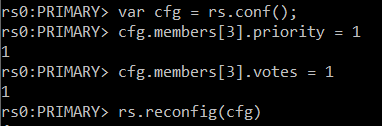 rs0:PRIMARY> var cfg = rs.conf();
rs0:PRIMARY> cfg.members[3].priority = 1
1
rs0:PRIMARY> cfg.members[3].votes = 1
1
rs0:PRIMARY> rs.reconfig(cfg)